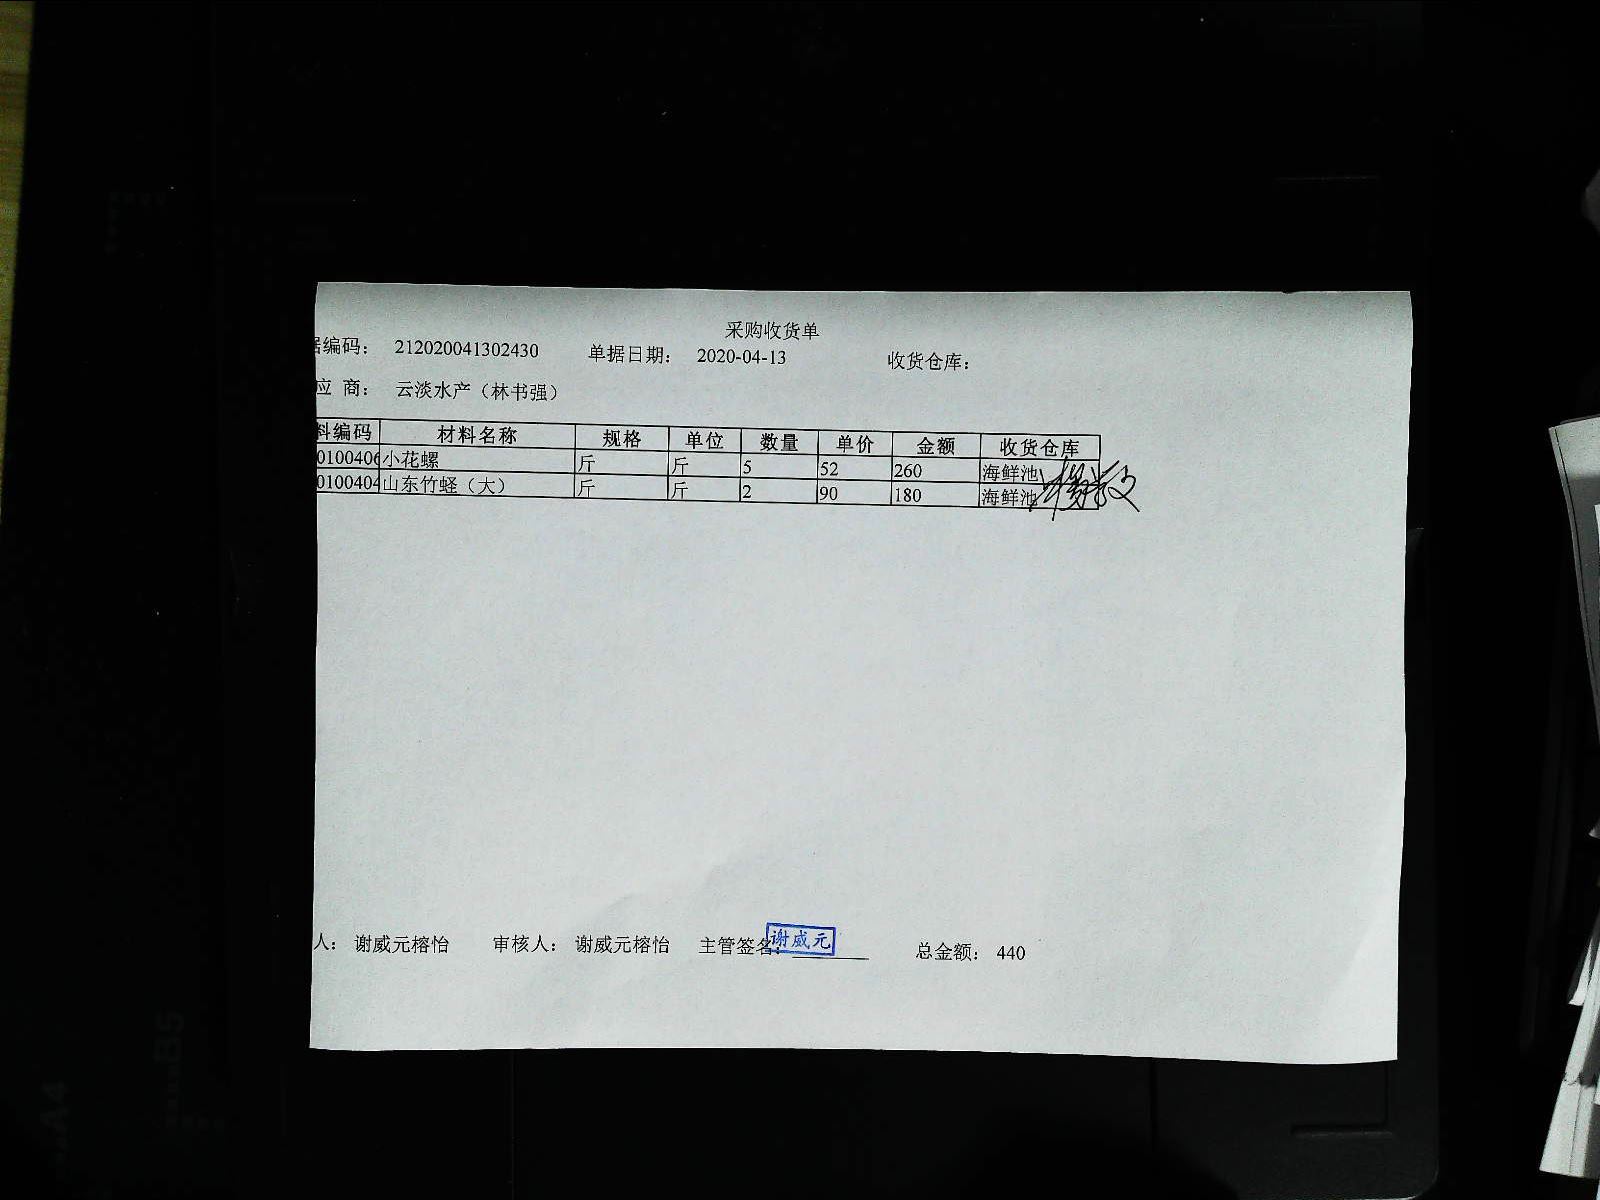 采购收货单
据编码： 212020041302430 单据日期： 2020-04-13 收货仓库：
应 商： 云淡水产（林书强）
料编码 材料名称 规格 单位 数量 单价 金额 收货仓库
0100406 小花螺 斤 斤 5 52 260 海鲜池
0100404 山东竹蛏（大） 斤 斤 2 90 180 海鲜池
人： 谢威元榕怡 审核人： 谢威元榕怡 主管签名： 谢威元 总金额： 440
B5
A4